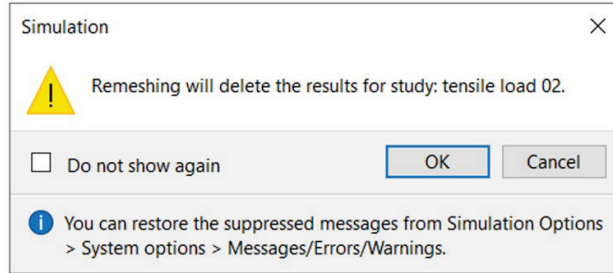 Simulation
Remeshing will delete the results for study: tensile load 02.
Do not show again
OK
Cancel
You can restore the suppressed messages from Simulation Options
> System options > Messages/Errors/Warnings.